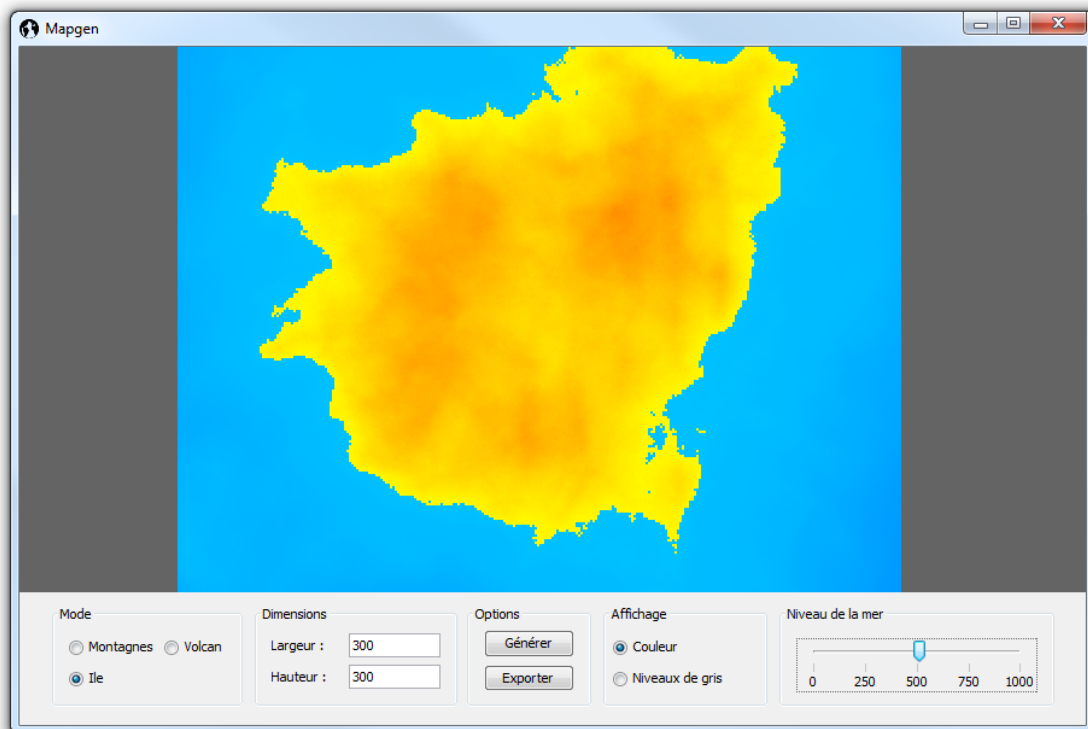 Mapgen
Mode
Montagnes
Volcan
Ile
Dimensions
Largeur : 300
Hauteur : 300
Options
Générer
Exporter
Affichage
Couleur
Niveaux de gris
Niveau de la mer
0 250 500 750 1000